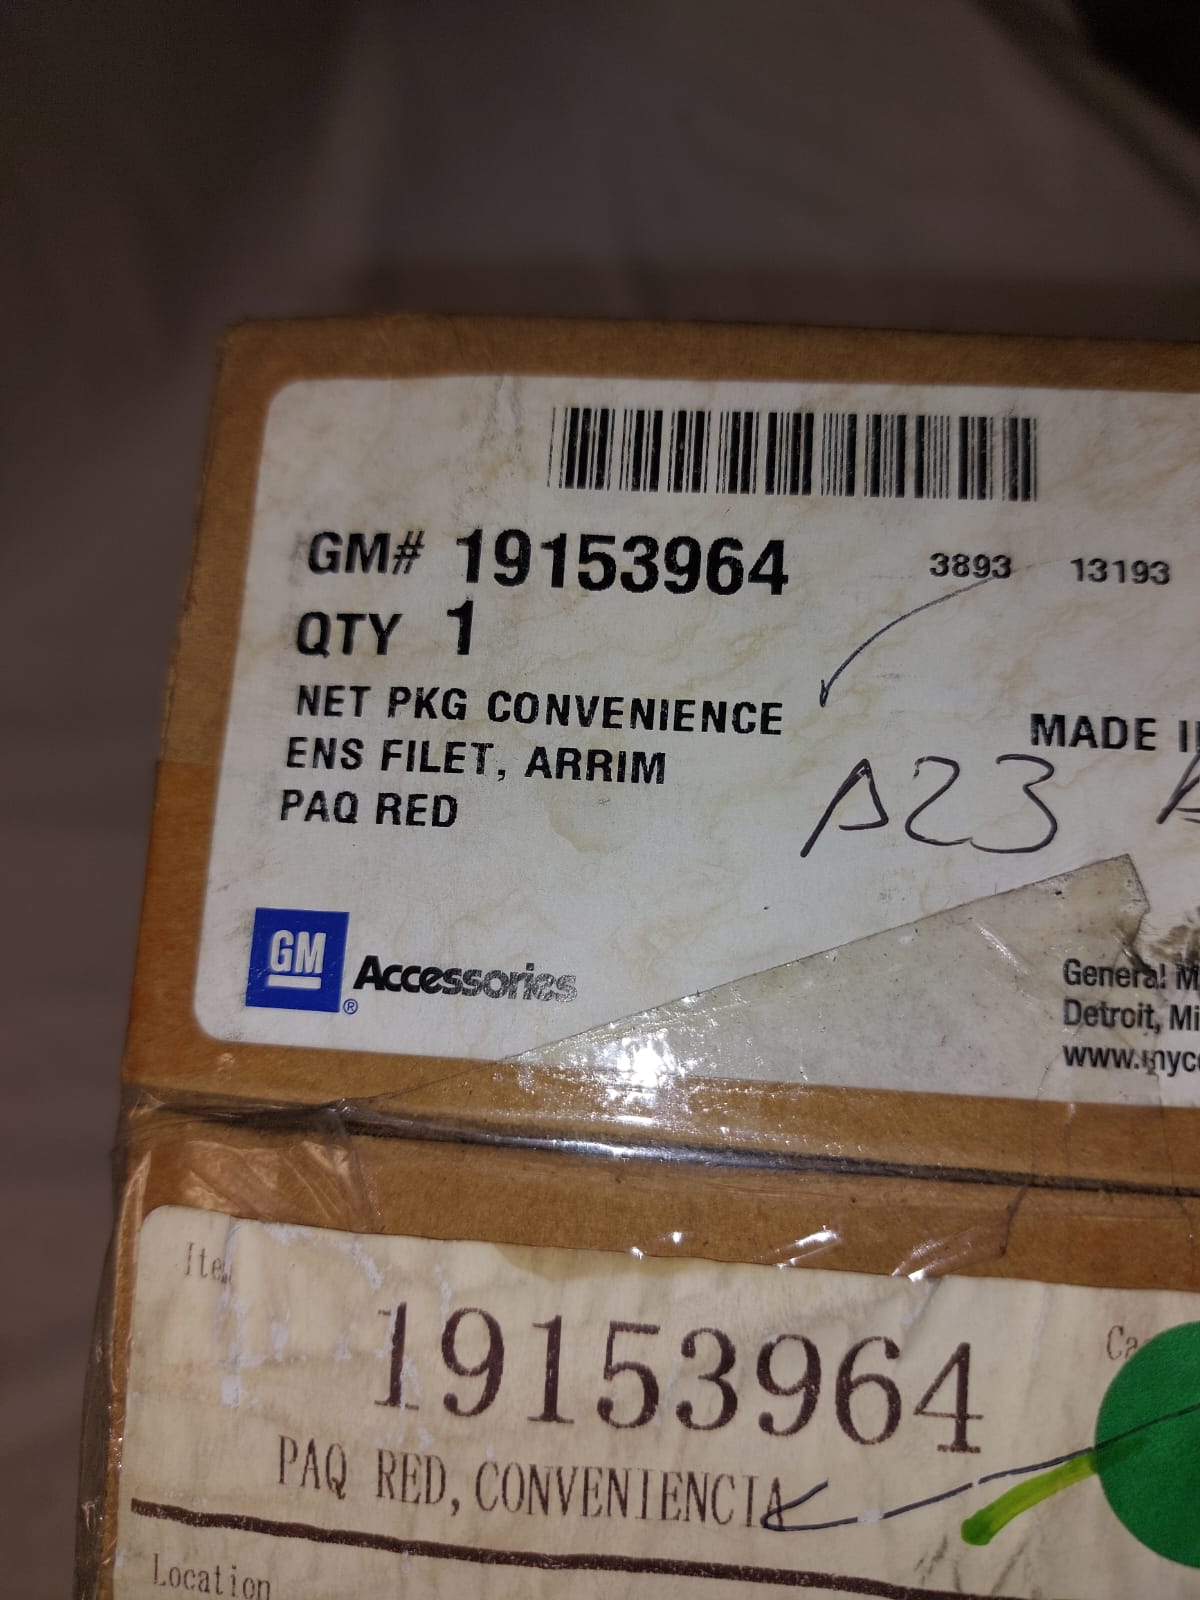 GM# 19153964 3893 13193
QTY 1
NET PKG CONVENIENCE
ENS FILET, ARRIM
PAQ RED
MADE
A23
GM Accessories
®
General
Detroit,
19153964
PAQ RED, CONVENIENCIA
Location